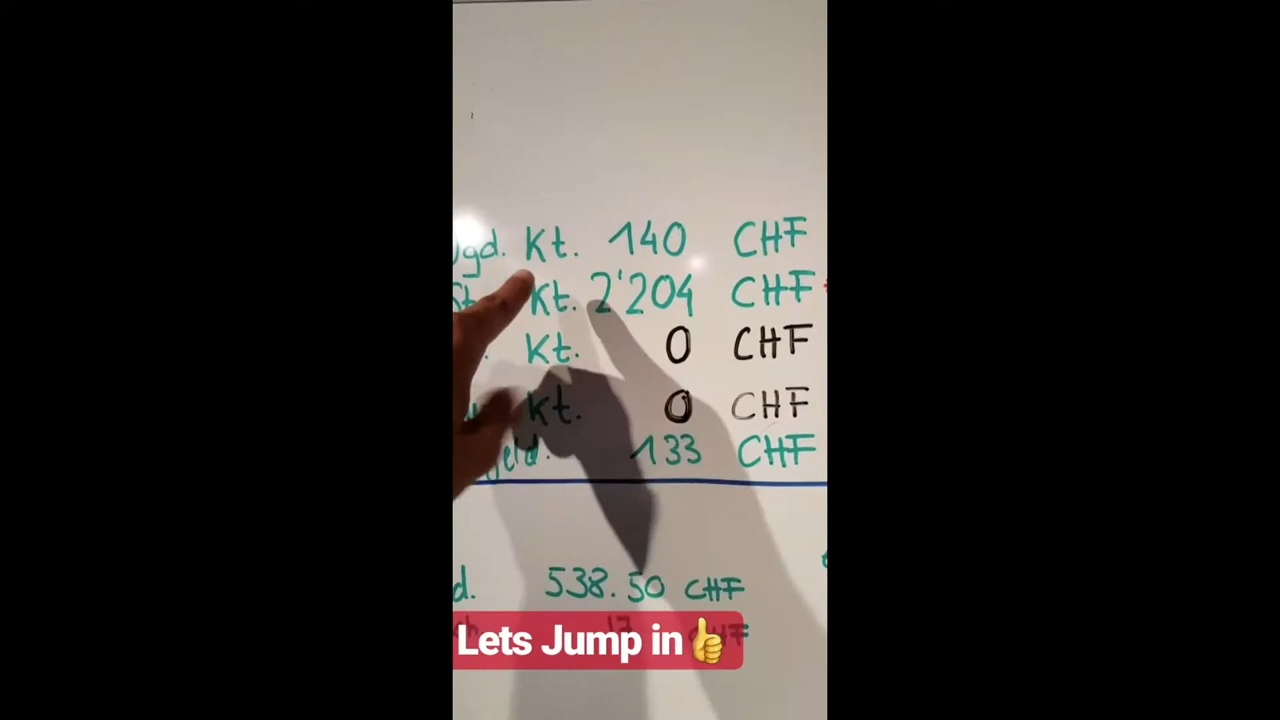 Kt. 140 CHF
Kt. 2'204 CHF
Kt. 0 CHF
Kt. 0 CHF
133 CHF
538.50 CHF
Lets Jump in👍